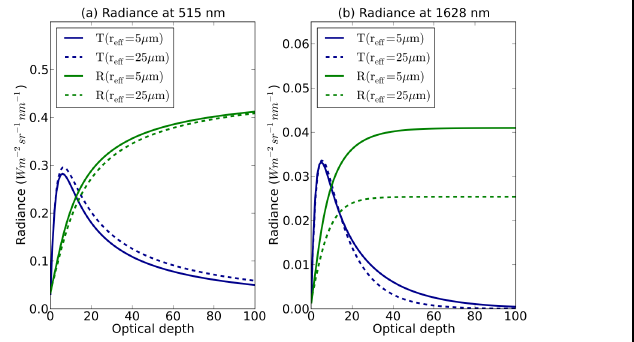 (a) Radiance at 515 nm
T(r_eff=5μm)
T(r_eff=25μm)
R(r_eff=5μm)
R(r_eff=25μm)
Radiance (Wm⁻² sr⁻¹ nm⁻¹)
0.5
0.4
0.3
0.2
0.1
0.0
0 20 40 60 80 100
Optical depth
(b) Radiance at 1628 nm
T(r_eff=5μm)
T(r_eff=25μm)
R(r_eff=5μm)
R(r_eff=25μm)
Radiance (Wm⁻² sr⁻¹ nm⁻¹)
0.06
0.05
0.04
0.03
0.02
0.01
0.00
0 20 40 60 80 100
Optical depth